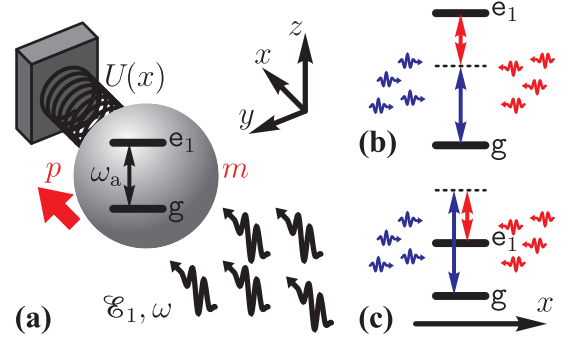 U(x)
e₁
ωₐ
g
p
m
ℰ₁, ω
(a)
z
x
y
e₁
g
(b)
e₁
g
(c)
x